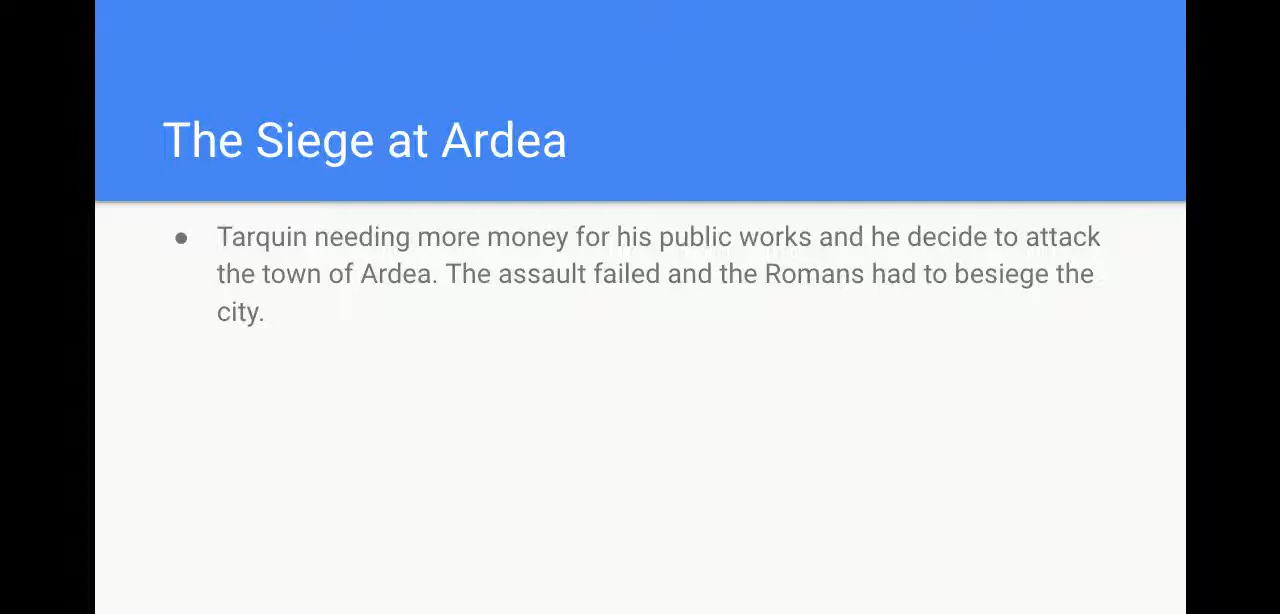 The Siege at Ardea
● Tarquin needing more money for his public works and he decide to attack
the town of Ardea. The assault failed and the Romans had to besiege the
city.